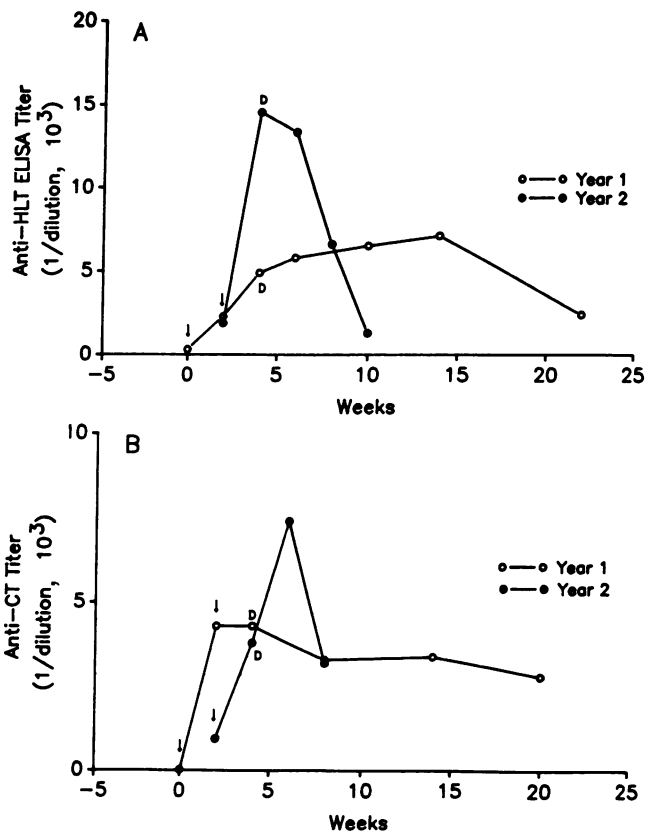 A
20
15
10
5
0
Anti-HLT ELISA Titer
(1/dilution, 10³)
D
D
↓
↓
Year 1
Year 2
-5 0 5 10 15 20 25
Weeks
B
10
5
0
Anti-CT Titer
(1/dilution, 10³)
D
D
↓
↓
↓
Year 1
Year 2
-5 0 5 10 15 20 25
Weeks